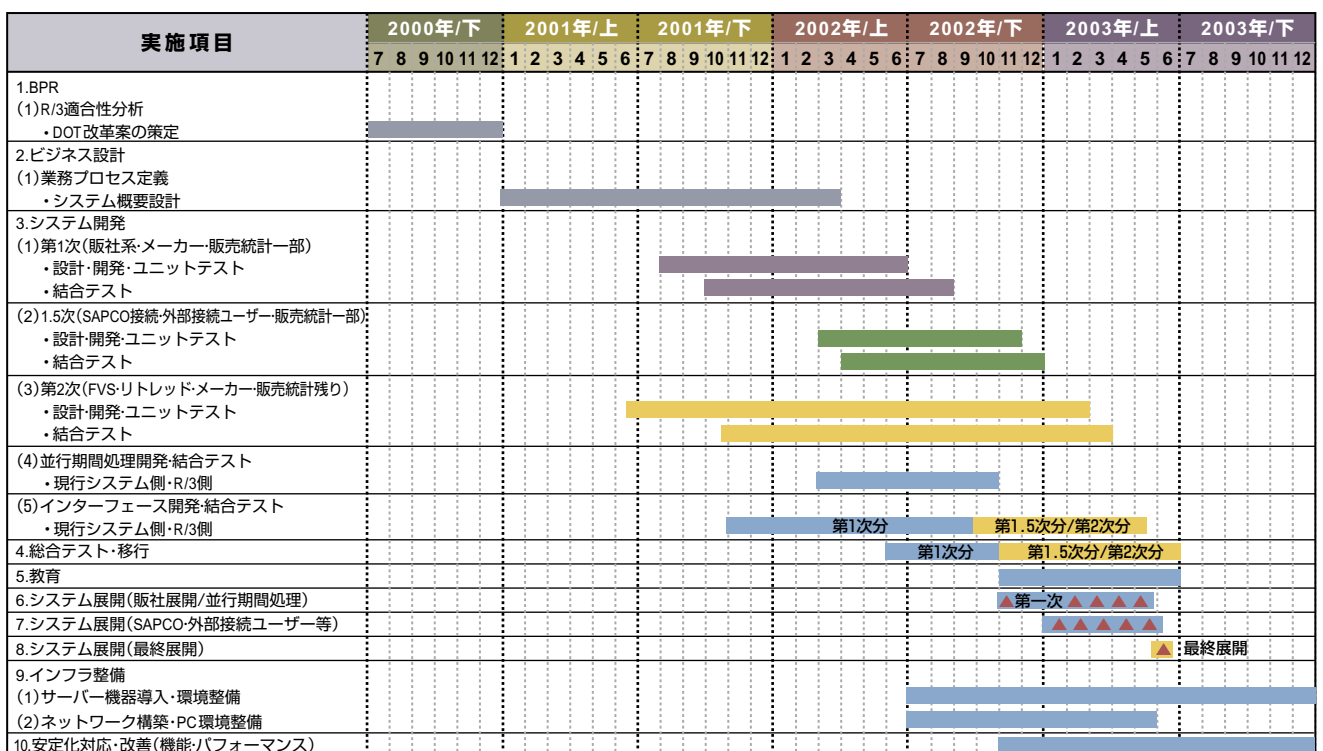 実施項目
2000年/下 2001年/上 2001年/下 2002年/上 2002年/下 2003年/上 2003年/下
7 8 9 10 11 12 1 2 3 4 5 6 7 8 9 10 11 12 1 2 3 4 5 6 7 8 9 10 11 12 1 2 3 4 5 6 7 8 9 10 11 12
1.BPR
(1)R/3適合性分析
・DOT改革案の策定
2.ビジネス設計
(1)業務プロセス定義
・システム概要設計
3.システム開発
(1)第1次(販社系・メーカー・販売統計一部)
・設計・開発・ユニットテスト
・結合テスト
(2)1.5次(SAPCO接続・外部接続ユーザー・販売統計一部)
・設計・開発・ユニットテスト
・結合テスト
(3)第2次(FVS・リトレッド・メーカー・販売統計残り)
・設計・開発・ユニットテスト
・結合テスト
(4)並行期間処理開発・結合テスト
・現行システム側・R/3側
(5)インターフェース開発・結合テスト
・現行システム側・R/3側 第1次分 第1.5次分/第2次分
4.総合テスト・移行 第1次分 第1.5次分/第2次分
5.教育
6.システム展開(販社展開/並行期間処理) ▲第一次▲ ▲ ▲ ▲
7.システム展開(SAPCO・外部接続ユーザー等) ▲ ▲ ▲ ▲ ▲
8.システム展開(最終展開) ▲ 最終展開
9.インフラ整備
(1)サーバー機器導入・環境整備
(2)ネットワーク構築・PC環境整備
10.安定化対応・改善(機能・パフォーマンス)